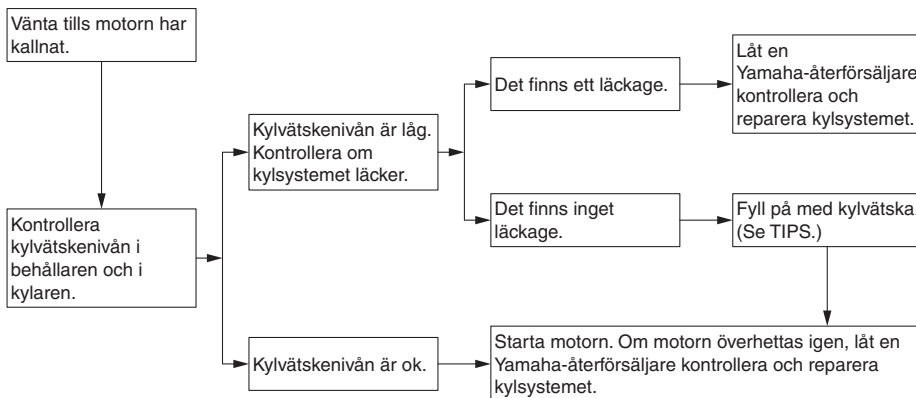 Vänta tills motorn har
kallnat.
Kontrollera
kylvätskenivån i
behållaren och i
kylaren.
Kylvätskenivån är låg.
Kontrollera om
kylsystemet läcker.
Det finns ett läckage.
Låt en
Yamaha-återförsäljare
kontrollera och
reparera kylsystemet.
Det finns inget
läckage.
Fyll på med kylvätska.
(Se TIPS.)
Kylvätskenivån är ok.
Starta motorn. Om motorn överhettas igen, låt en
Yamaha-återförsäljare kontrollera och reparera
kylsystemet.